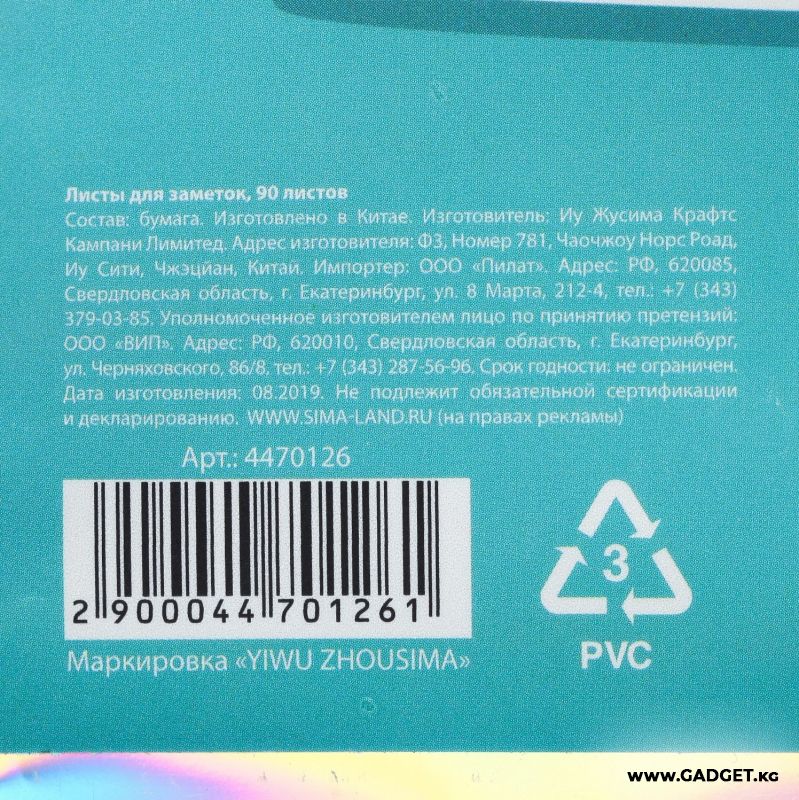 Листы для заметок, 90 листов
Состав: бумага. Изготовлено в Китае. Изготовитель: Иу Жусима Крафтс
Кампани Лимитед. Адрес изготовителя: Ф3, Номер 781, Чаочжоу Норс Роад,
Иу Сити, Чжэцйан, Китай. Импортер: ООО «Пилат». Адрес: РФ, 620085,
Свердловская область, г. Екатеринбург, ул. 8 Марта, 212-4, тел.: +7 (343)
379-03-85. Уполномоченное изготовителем лицо по принятию претензий:
ООО «ВИП». Адрес: РФ, 620010, Свердловская область, г. Екатеринбург,
ул. Черняховского, 86/8, тел.: +7 (343) 287-56-96. Срок годности: не ограничен.
Дата изготовления: 08.2019. Не подлежит обязательной сертификации
и декларированию. WWW.SIMA-LAND.RU (на правах рекламы)
Арт.: 4470126
2 900044 701261
Маркировка «YIWU ZHOUSIMA»
3
PVC
WWW.GADGET.KG